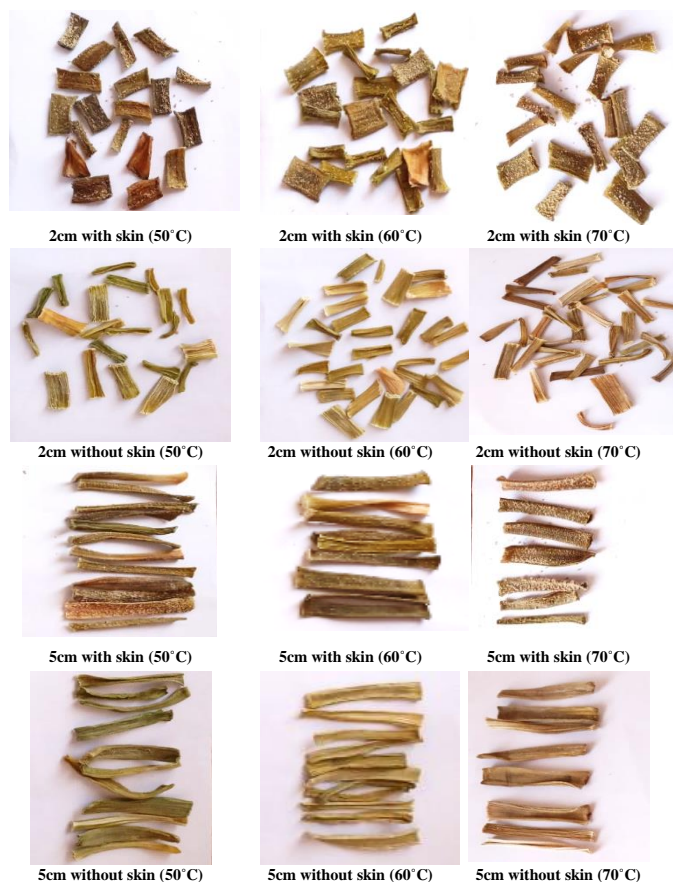 2cm with skin (50˚C)
2cm with skin (60˚C)
2cm with skin (70˚C)
2cm without skin (50˚C)
2cm without skin (60˚C)
2cm without skin (70˚C)
5cm with skin (50˚C)
5cm with skin (60˚C)
5cm with skin (70˚C)
5cm without skin (50˚C)
5cm without skin (60˚C)
5cm without skin (70˚C)